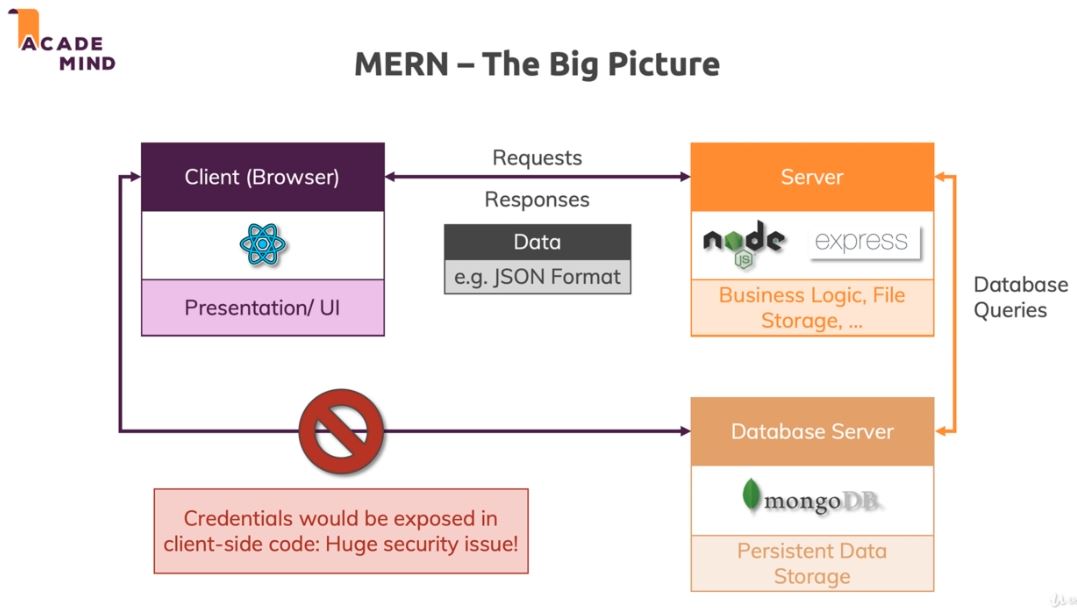 ACADE
MIND
MERN – The Big Picture
Client (Browser)
Presentation/ UI
Requests
Responses
Data
e.g. JSON Format
Server
node
JS
express
Business Logic, File
Storage, ...
Database
Queries
Database Server
mongoDB
Persistent Data
Storage
Credentials would be exposed in
client-side code: Huge security issue!